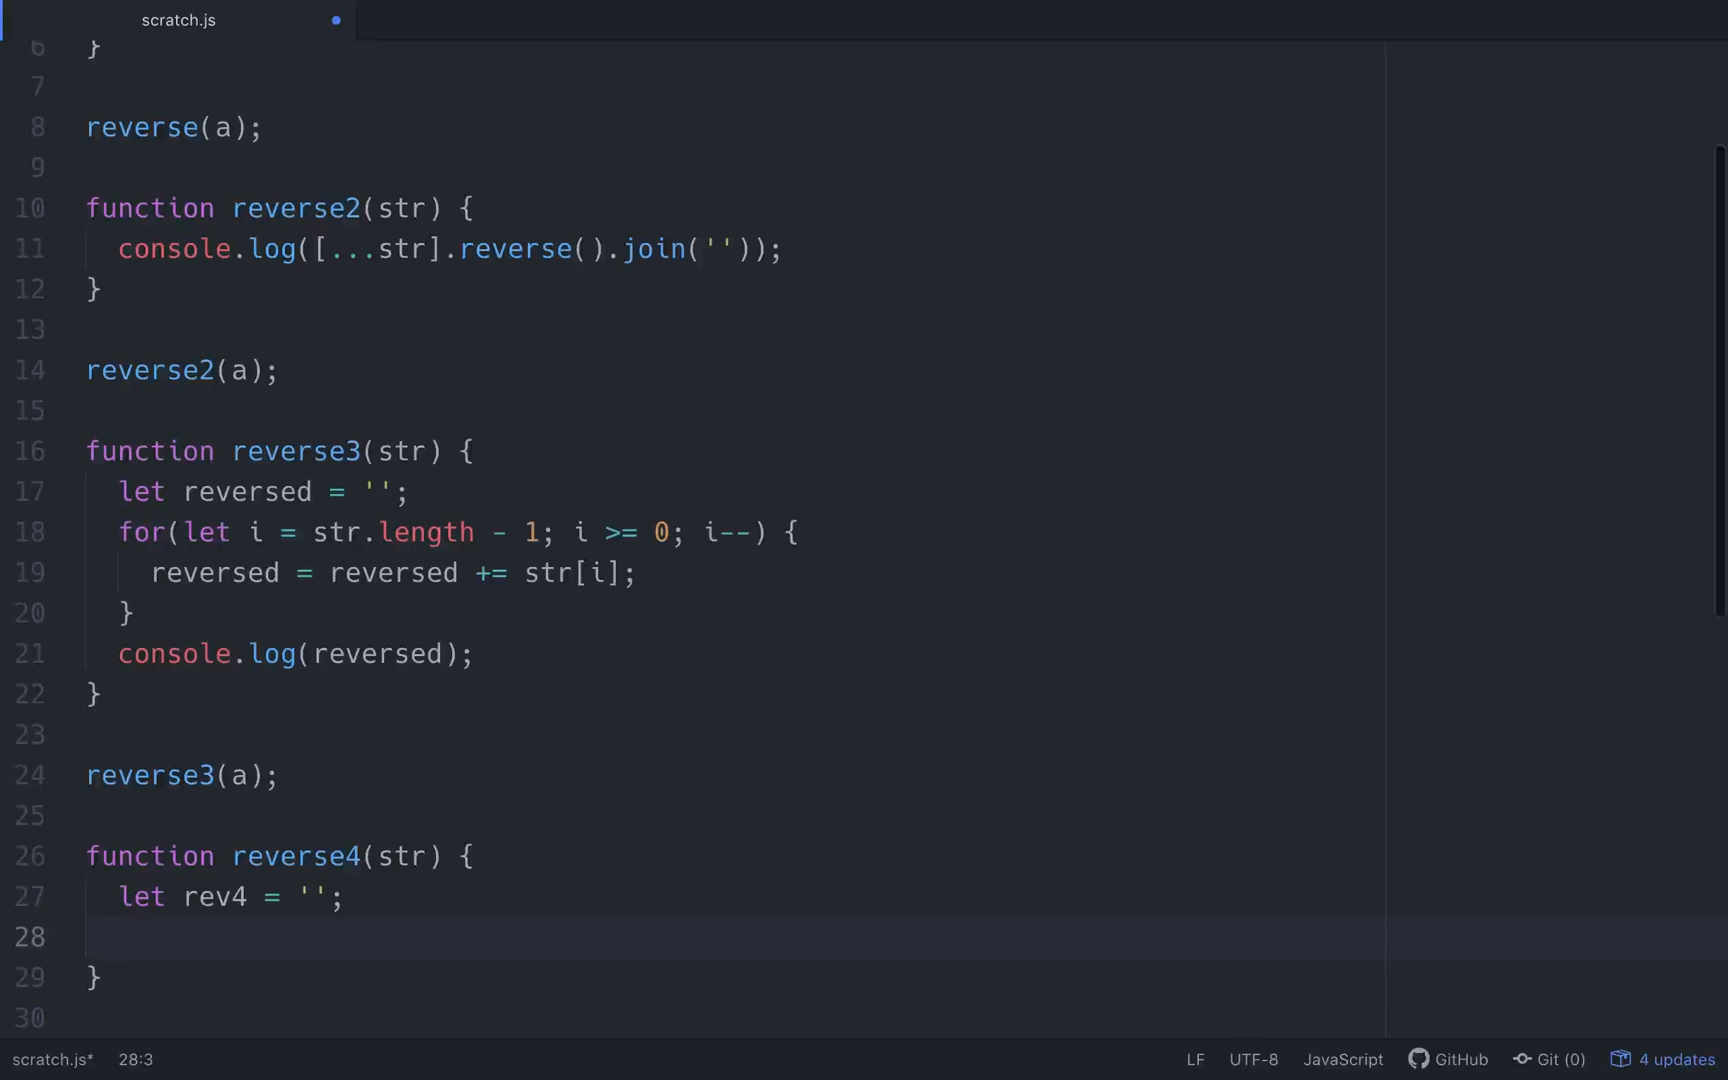 scratch.js
6 }
7
8 reverse(a);
9
10 function reverse2(str) {
11   console.log([...str].reverse().join(''));
12 }
13
14 reverse2(a);
15
16 function reverse3(str) {
17   let reversed = '';
18   for(let i = str.length - 1; i >= 0; i--) {
19     reversed = reversed += str[i];
20   }
21   console.log(reversed);
22 }
23
24 reverse3(a);
25
26 function reverse4(str) {
27   let rev4 = '';
28
29 }
30
scratch.js* 28:3 LF UTF-8 JavaScript GitHub Git (0) 4 updates